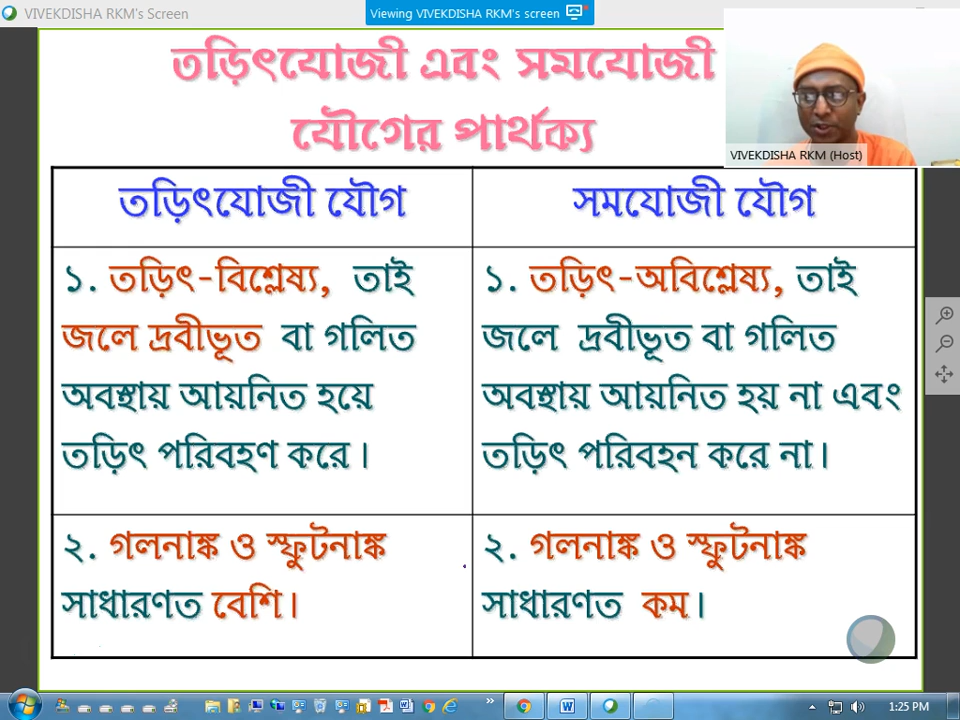 VIVEKDISHA RKM's Screen
Viewing VIVEKDISHA RKM's screen
তড়িৎযোজী এবং সমযোজী
যৌগের পার্থক্য
VIVEKDISHA RKM (Host)
তড়িৎযোজী যৌগ
সমযোজী যৌগ
১. তড়িৎ-বিশ্লেষ্য, তাই
জলে দ্রবীভূত বা গলিত
অবস্থায় আয়নিত হয়ে
তড়িৎ পরিবহণ করে।
১. তড়িৎ-অবিশ্লেষ্য, তাই
জলে দ্রবীভূত বা গলিত
অবস্থায় আয়নিত হয় না এবং
তড়িৎ পরিবহন করে না।
২. গলনাঙ্ক ও স্ফুটনাঙ্ক
সাধারণত বেশি।
২. গলনাঙ্ক ও স্ফুটনাঙ্ক
সাধারণত কম।
1:25 PM